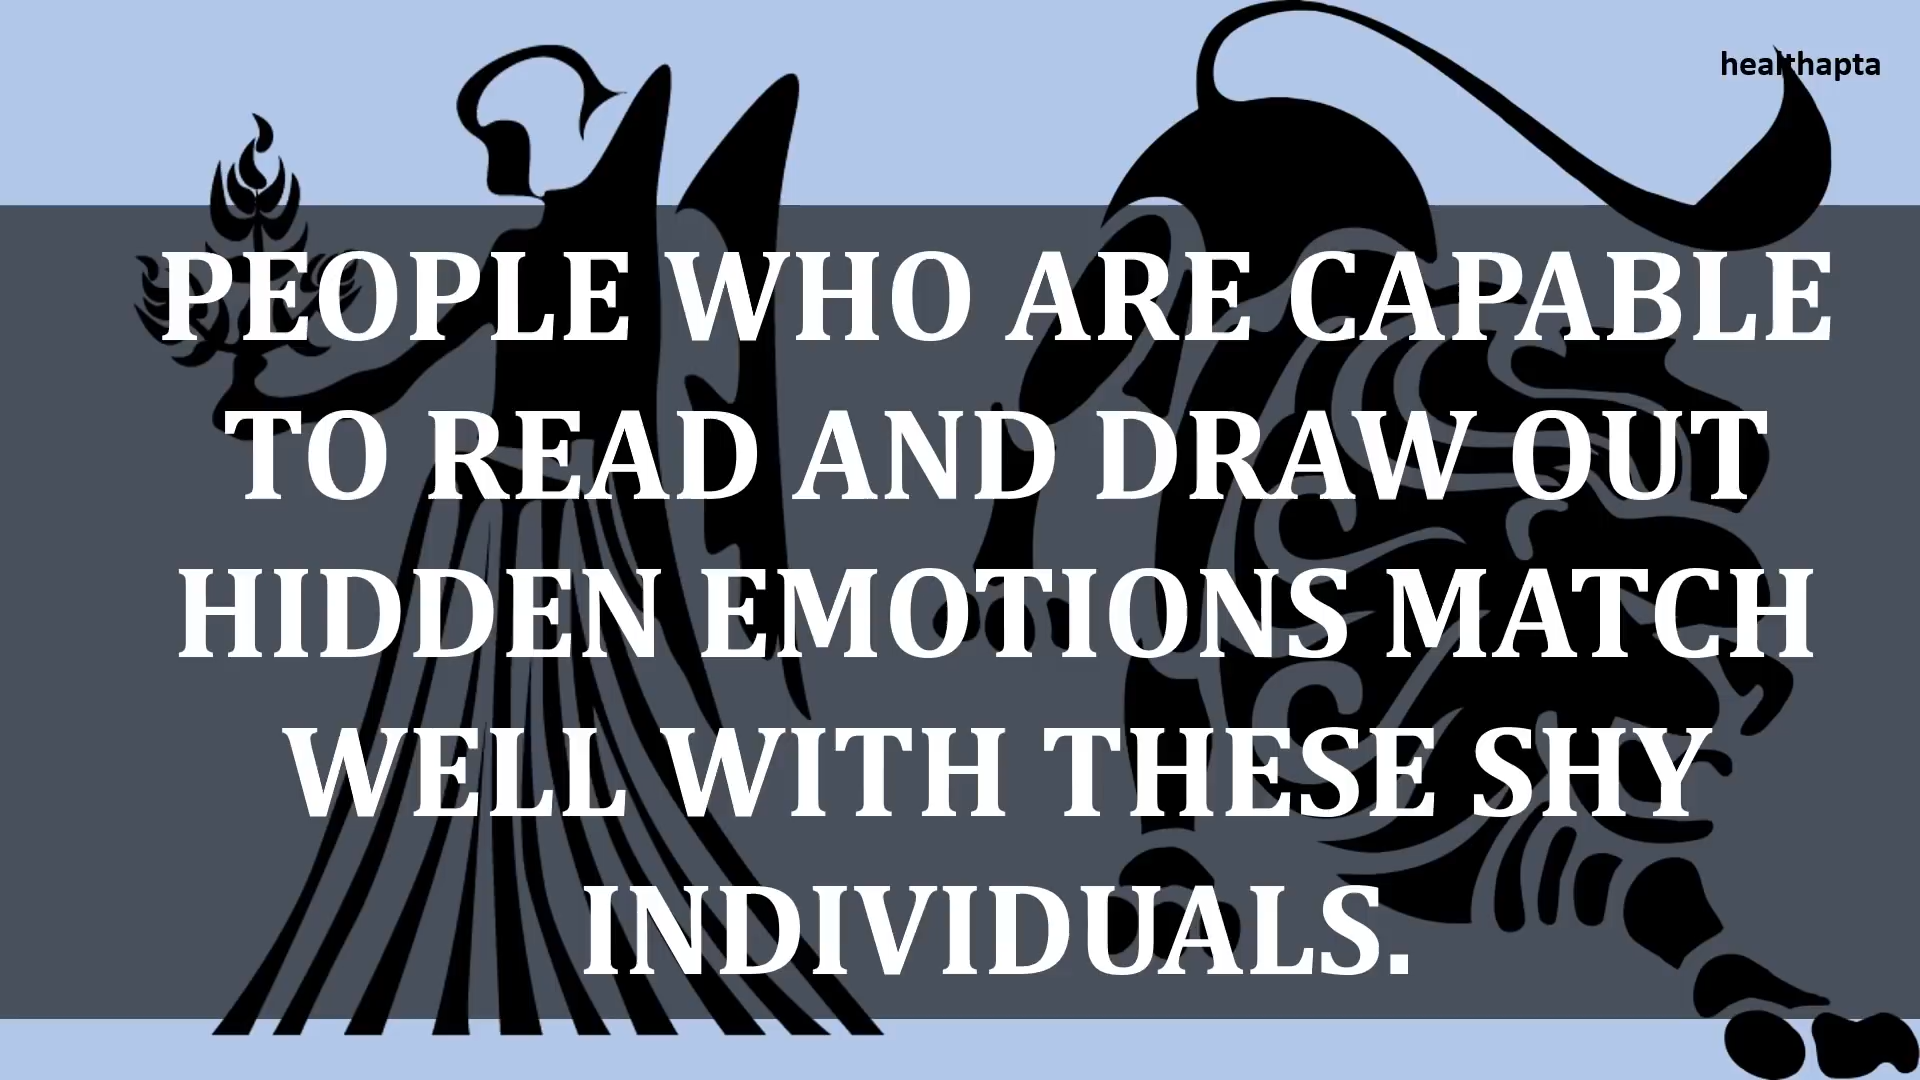 healthapta
PEOPLE WHO ARE CAPABLE
TO READ AND DRAW OUT
HIDDEN EMOTIONS MATCH
WELL WITH THESE SHY
INDIVIDUALS.